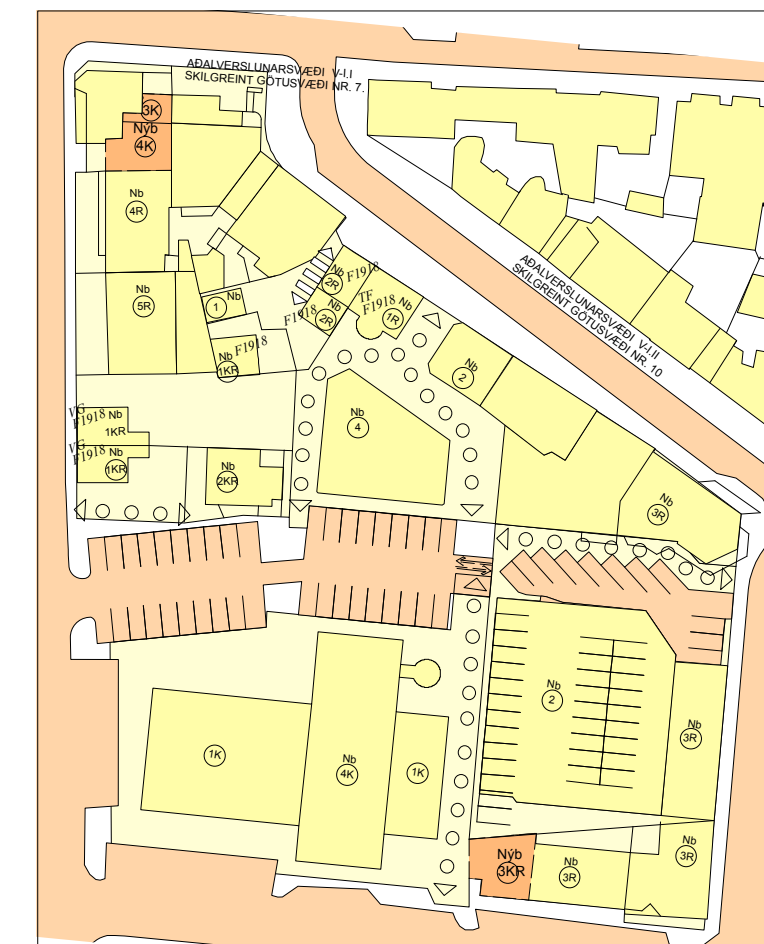 AÐALVERSLUNARSVÆÐI V-I.I
SKILGREINT GÖTUSVÆÐI NR. 7.
3K
Nýb
4K
Nb
4R
AÐALVERSLUNARSVÆÐI V-I.II
SKILGREINT GÖTUSVÆÐI NR. 10
Nb
5R
Nb
1
Nb
2R
F1918
F1918
Nb
2R
TF
F1918
Nb
1R
F1918
Nb
1KR
Nb
2
VG
F1918
Nb
1KR
VG
F1918
Nb
1KR
Nb
4
Nb
2KR
Nb
3R
Nb
2
1K
Nb
4K
1K
Nb
3R
Nýb
3KR
Nb
3R
Nb
3R